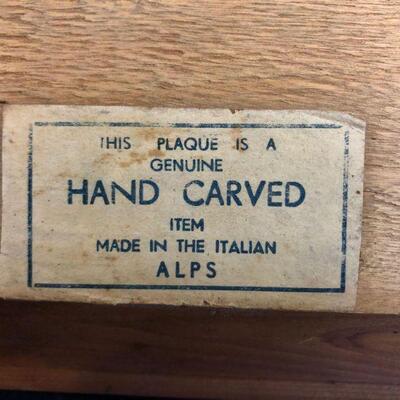 THIS PLAQUE IS A
GENUINE
HAND CARVED
ITEM
MADE IN THE ITALIAN
ALPS